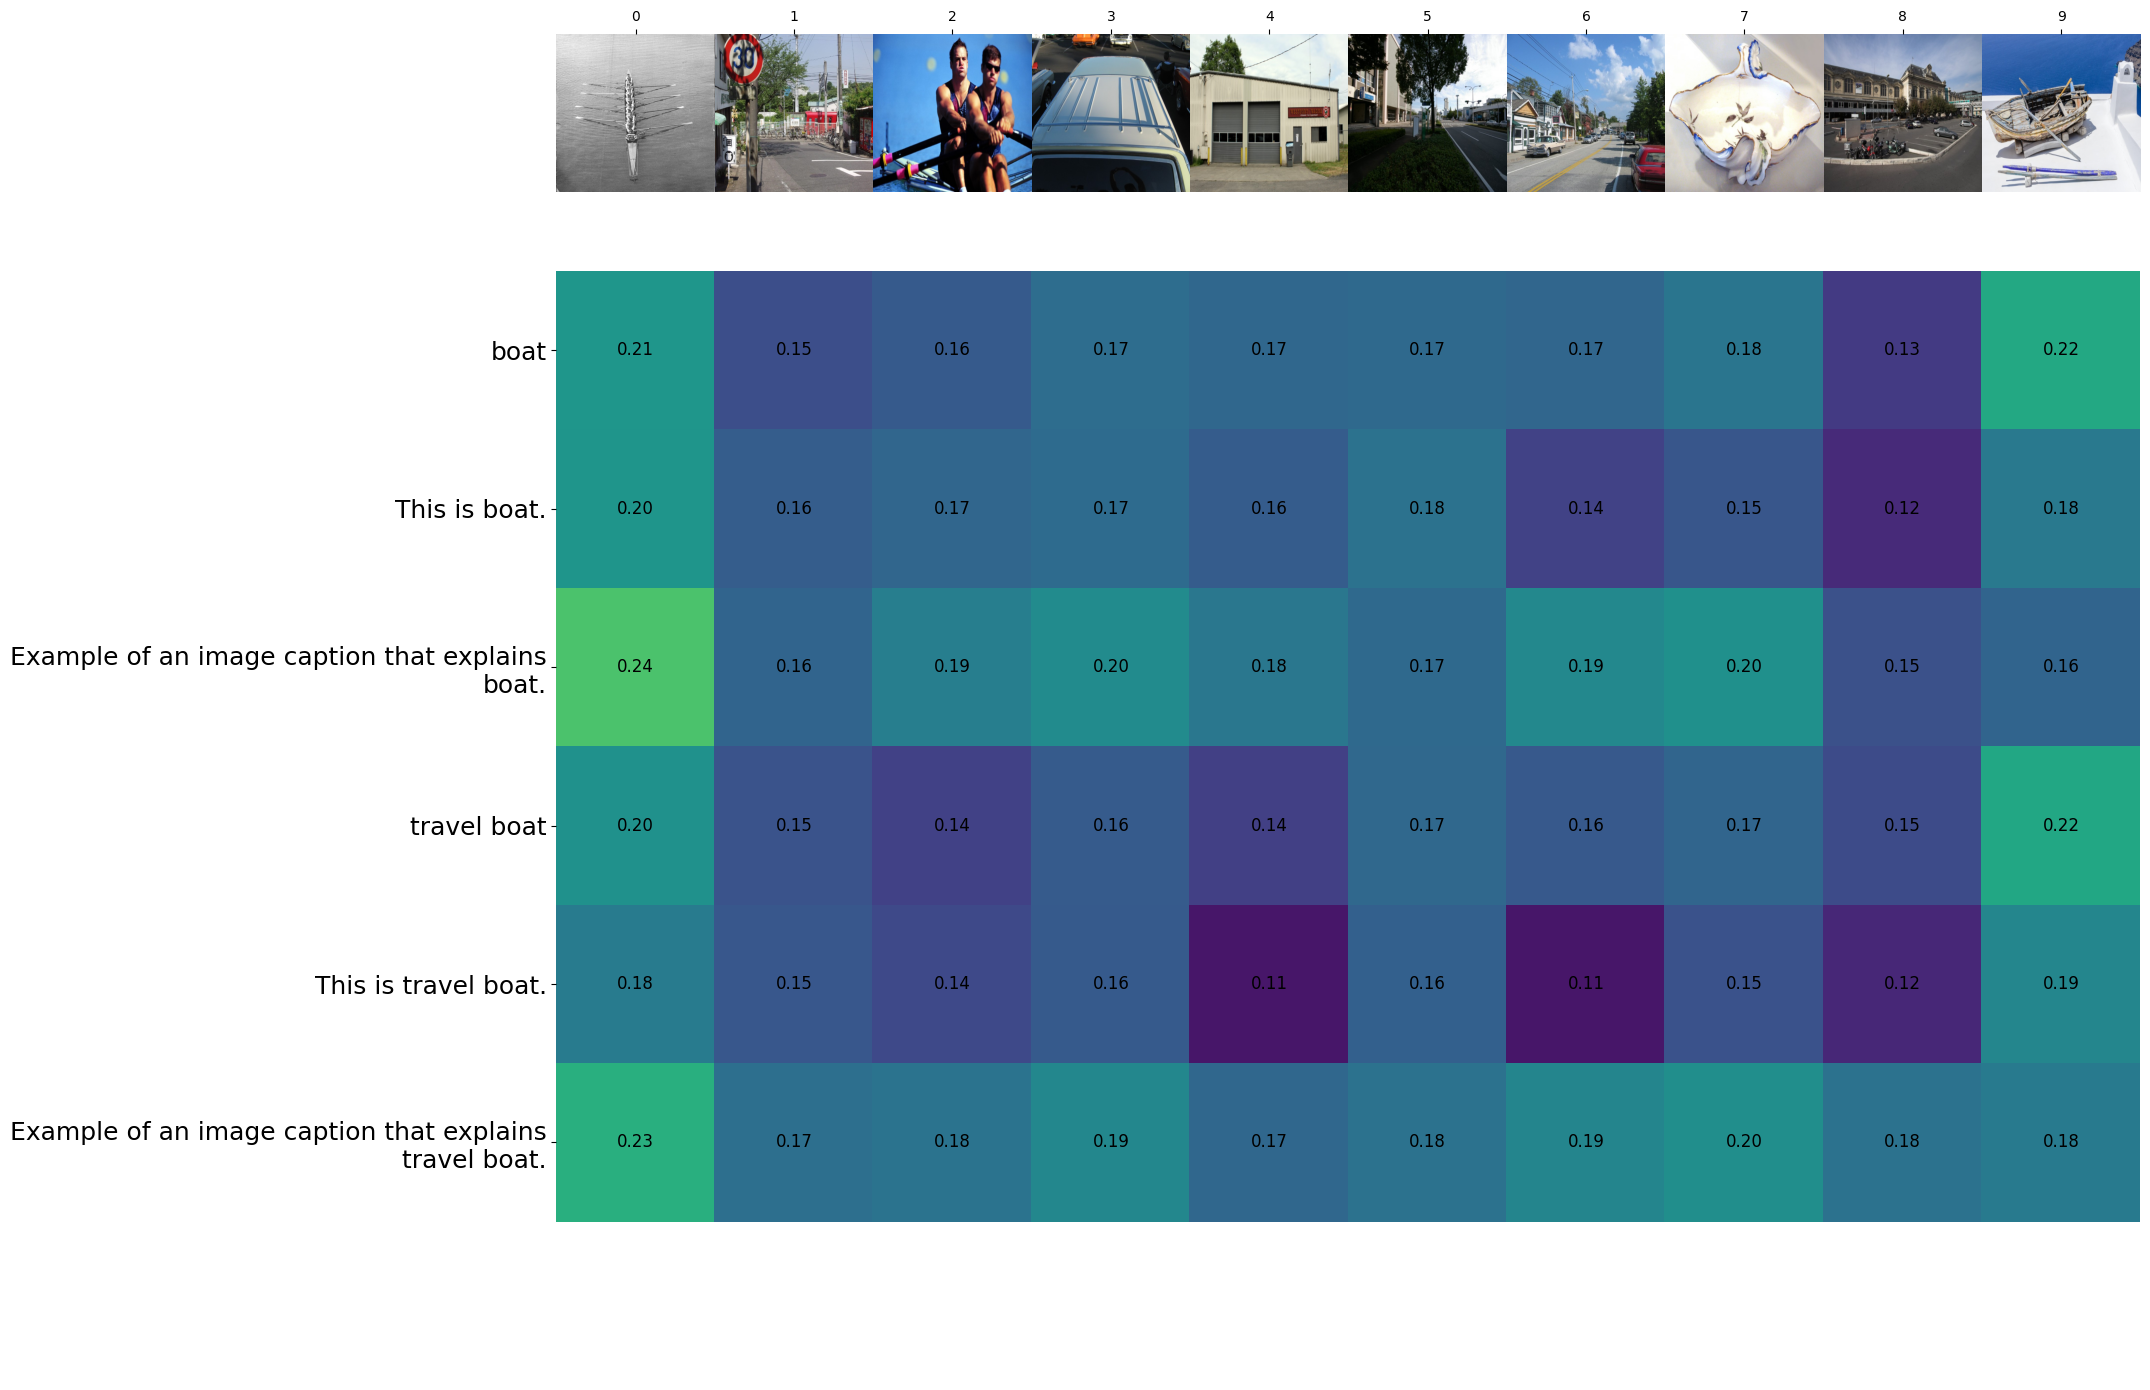 0 1 2 3 4 5 6 7 8 9
30
boat 0.21 0.15 0.16 0.17 0.17 0.17 0.17 0.18 0.13 0.22
This is boat. 0.20 0.16 0.17 0.17 0.16 0.18 0.14 0.15 0.12 0.18
Example of an image caption that explains
boat. 0.24 0.16 0.19 0.20 0.18 0.17 0.19 0.20 0.15 0.16
travel boat 0.20 0.15 0.14 0.16 0.14 0.17 0.16 0.17 0.15 0.22
This is travel boat. 0.18 0.15 0.14 0.16 0.11 0.16 0.11 0.15 0.12 0.19
Example of an image caption that explains
travel boat. 0.23 0.17 0.18 0.19 0.17 0.18 0.19 0.20 0.18 0.18